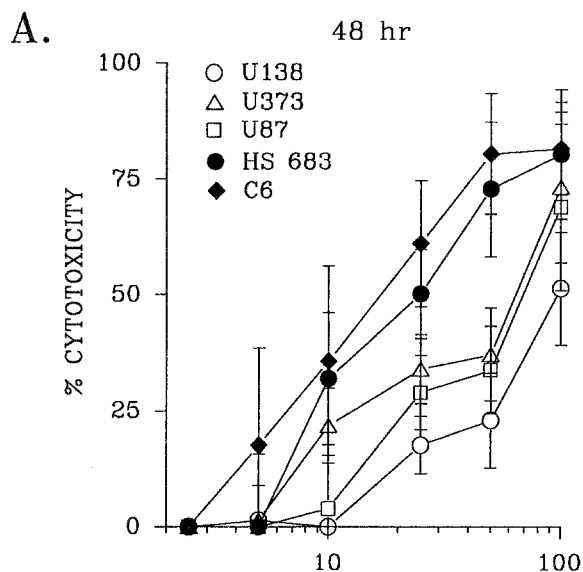 A.
48 hr
100
75
50
25
0
% CYTOTOXICITY
U138
U373
U87
HS 683
C6
10
100